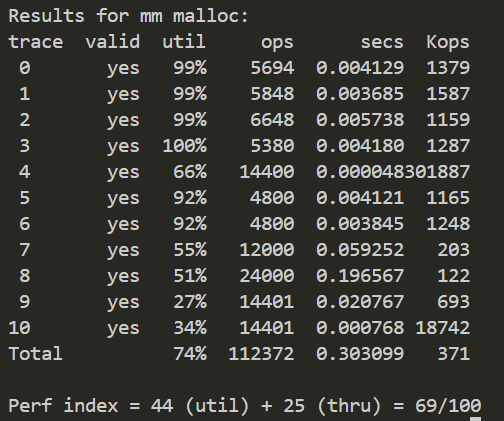 Results for mm malloc:
trace valid util ops secs Kops
0 yes 99% 5694 0.004129 1379
1 yes 99% 5848 0.003685 1587
2 yes 99% 6648 0.005738 1159
3 yes 100% 5380 0.004180 1287
4 yes 66% 14400 0.000048301887
5 yes 92% 4800 0.004121 1165
6 yes 92% 4800 0.003845 1248
7 yes 55% 12000 0.059252 203
8 yes 51% 24000 0.196567 122
9 yes 27% 14401 0.020767 693
10 yes 34% 14401 0.000768 18742
Total 74% 112372 0.303099 371
Perf index = 44 (util) + 25 (thru) = 69/100